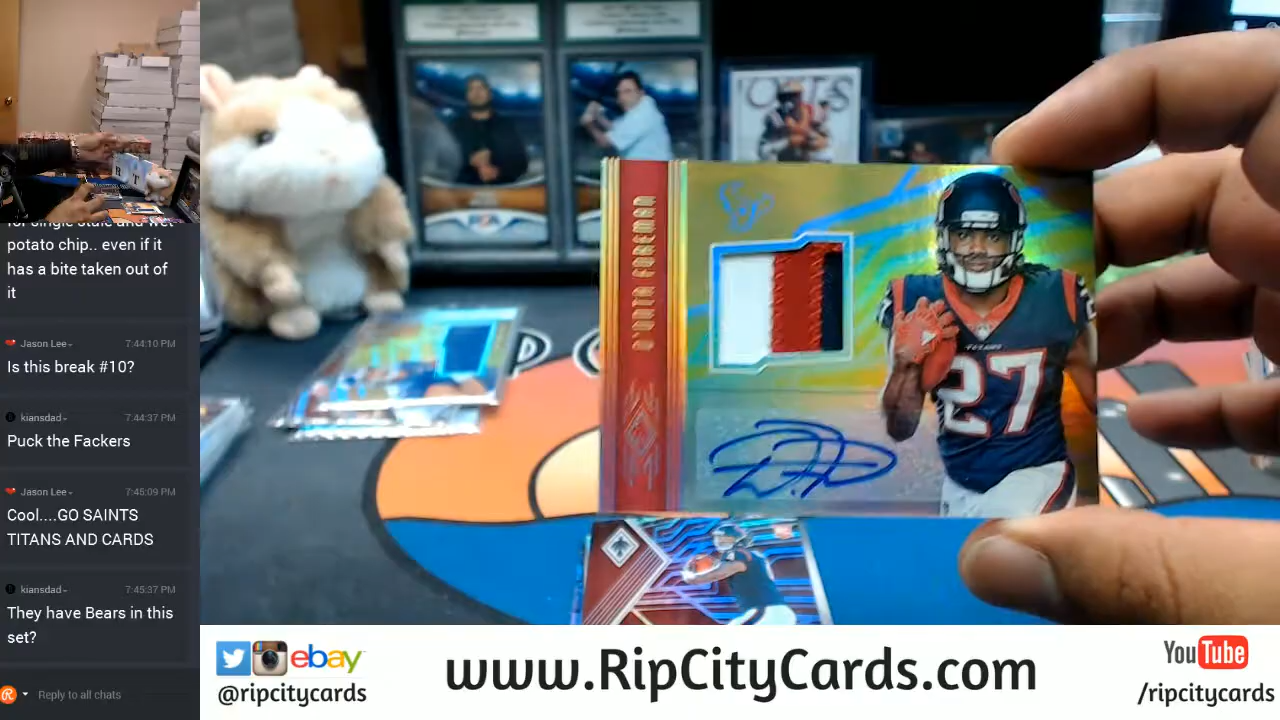 for single stale and wet
potato chip.. even if it
has a bite taken out of
it
Jason Lee
7:44:10 PM
Is this break #10?
kiansdad
7:44:37 PM
Puck the Fackers
Jason Lee
7:45:09 PM
Cool....GO SAINTS
TITANS AND CARDS
kiansdad
7:45:37 PM
They have Bears in this
set?
Reply to all chats
D'ONTA FOREMAN
TEXANS
27
ebay
@ripcitycards
www.RipCityCards.com
YouTube
/ripcitycards